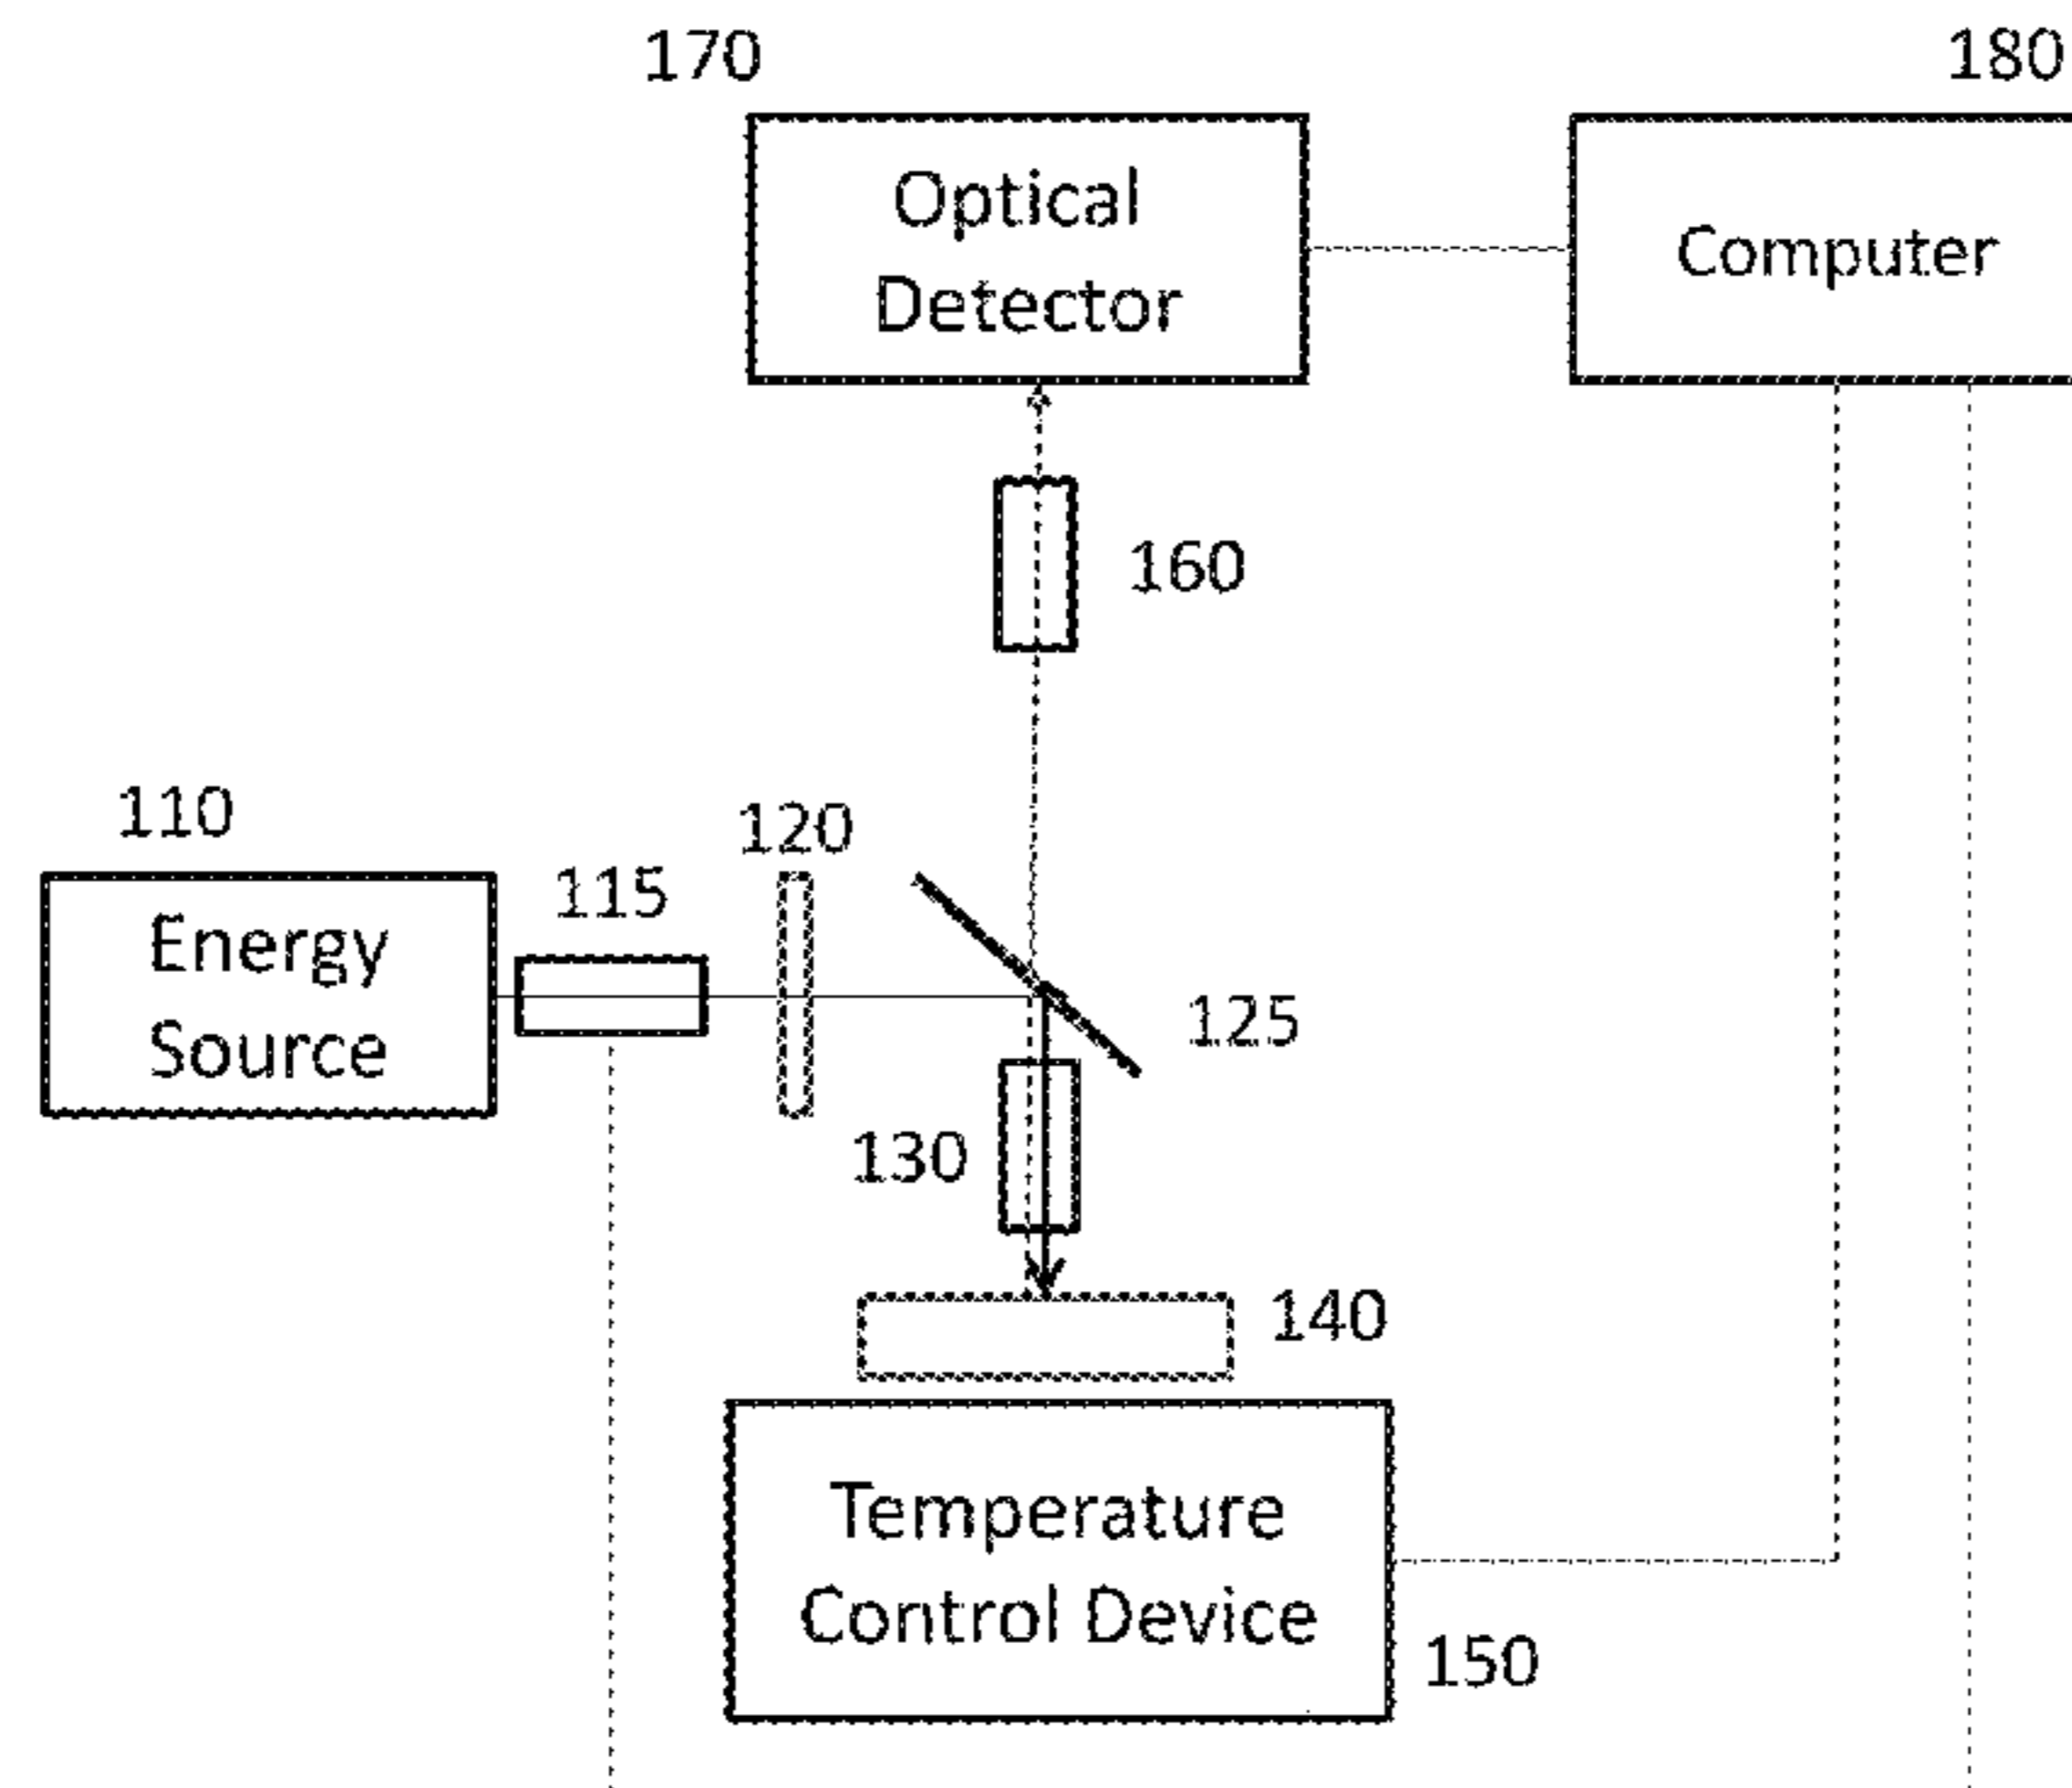 170
180
Optical
Detector
Computer
160
110
120
115
Energy
Source
125
130
140
Temperature
Control Device
150